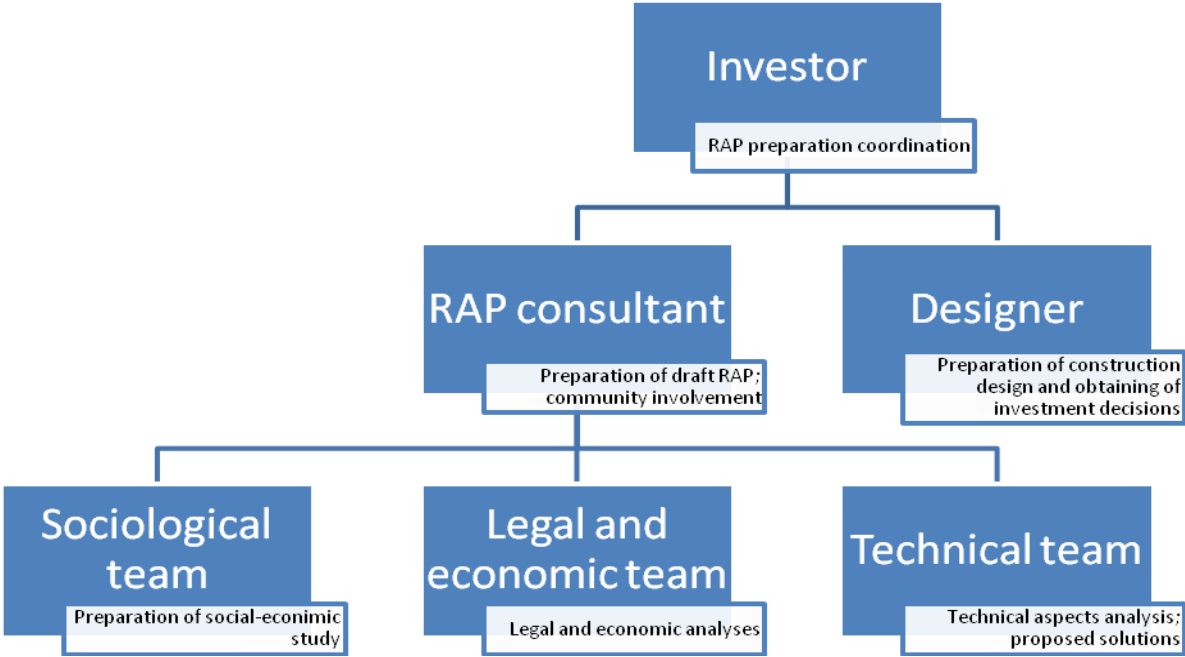 Investor
RAP preparation coordination
RAP consultant
Preparation of draft RAP;
community involvement
Designer
Preparation of construction
design and obtaining of
investment decisions
Sociological
team
Preparation of social-econimic
study
Legal and
economic team
Legal and economic analyses
Technical team
Technical aspects analysis;
proposed solutions